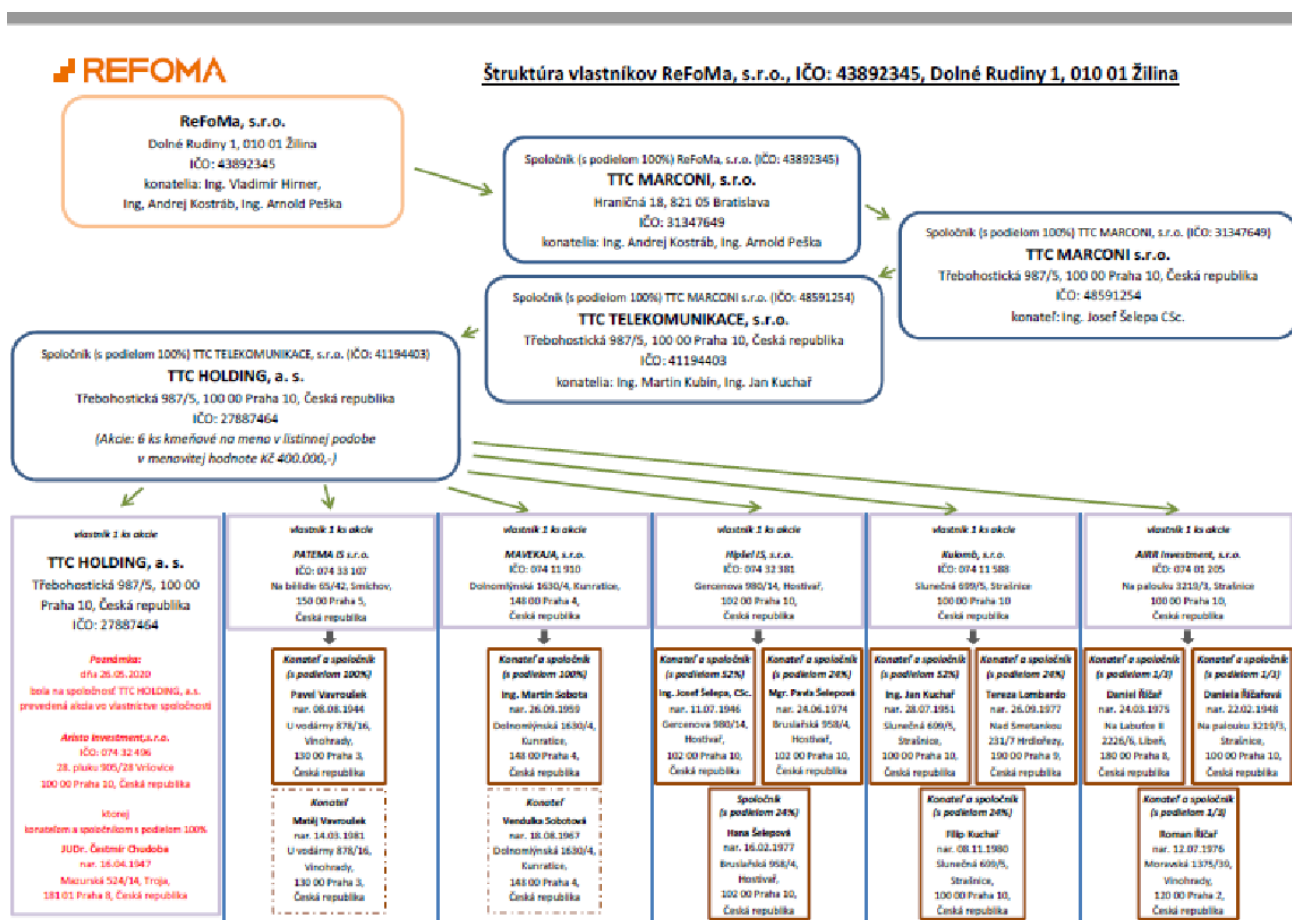 REFOMA
Štruktúra vlastníkov ReFoMa, s.r.o., IČO: 43892345, Dolné Rudiny 1, 010 01 Žilina
ReFoMa, s.r.o.
Dolné Rudiny 1, 010 01 Žilina
IČO: 43892345
konatelia: Ing. Vladimír Hirner,
Ing, Andrej Kostráb, Ing. Arnold Peška
Spoločník (s podielom 100%) ReFoMa, s.r.o. (IČO: 43892345)
TTC MARCONI, s.r.o.
Hraničná 18, 821 05 Bratislava
IČO: 31347649
konatelia: Ing. Andrej Kostráb, Ing. Arnold Peška
Spoločník (s podielom 100%) TTC MARCONI, s.r.o. (IČO: 31347649)
TTC MARCONI s.r.o.
Třebohostická 987/5, 100 00 Praha 10, Česká republika
IČO: 48591254
konateľ: Ing. Josef Šelepa CSc.
Spoločník (s podielom 100%) TTC MARCONI s.r.o. (IČO: 48591254)
TTC TELEKOMUNIKACE, s.r.o.
Třebohostická 987/5, 100 00 Praha 10, Česká republika
IČO: 41194403
konatelia: Ing. Martin Kubín, Ing. Jan Kuchař
Spoločník (s podielom 100%) TTC TELEKOMUNIKACE, s.r.o. (IČO: 41194403)
TTC HOLDING, a. s.
Třebohostická 987/5, 100 00 Praha 10, Česká republika
IČO: 27887464
(Akcie: 6 ks kmeňové na meno v listinnej podobe
v menovitej hodnote Kč 400.000,-)
vlastník 1 ks akcie
TTC HOLDING, a. s.
Třebohostická 987/5, 100 00
Praha 10, Česká republika
IČO: 27887464
Poznámka:
dňa 26.05.2020
bola na spoločnosť TTC HOLDING, a.s.
prevedená akcia vo vlastníctve spoločnosti
Aristo Investment,s.r.o.
IČO: 074 32 496
28. pluku 905/28 Vršovice
100 00 Praha 10, Česká republika
ktorej
konateľom a spoločníkom s podielom 100%
JUDr. Čestmír Chudoba
nar. 16.04.1947
Mazurská 524/14, Troja,
181 01 Praha 8, Česká republika
vlastník 1 ks akcie
PATEMA IS s.r.o.
IČO: 074 33 107
Na bělidle 65/42, Smíchov,
150 00 Praha 5,
Česká republika
Konateľ a spoločník
(s podielom 100%)
Pavel Vavroušek
nar. 08.08.1944
U vodárny 878/16,
Vinohrady,
130 00 Praha 3,
Česká republika
Konateľ
Matěj Vavroušek
nar. 14.03.1981
U vodárny 878/16,
Vinohrady,
130 00 Praha 3,
Česká republika
vlastník 1 ks akcie
MAVEKAJA, s.r.o.
IČO: 074 11 910
Dolnomlýnská 1630/4, Kunratice,
148 00 Praha 4,
Česká republika
Konateľ a spoločník
(s podielom 100%)
Ing. Martin Sobota
nar. 26.09.1959
Dolnomlýnská 1630/4,
Kunratice,
148 00 Praha 4,
Česká republika
Konateľ
Vendulka Sobotová
nar. 18.08.1967
Dolnomlýnská 1630/4,
Kunratice,
148 00 Praha 4,
Česká republika
vlastník 1 ks akcie
Hipšel IS, s.r.o.
IČO: 074 32 381
Gercenova 980/14, Hostivař,
102 00 Praha 10,
Česká republika
Konateľ a spoločník
(s podielom 52%)
Ing. Josef Šelepa, CSc.
nar. 11.07.1946
Gercenova 980/14,
Hostivař,
102 00 Praha 10,
Česká republika
Konateľ a spoločník
(s podielom 24%)
Mgr. Pavla Šelepová
nar. 24.06.1974
Bruslařská 958/4,
Hostivař,
102 00 Praha 10,
Česká republika
Spoločník
(s podielom 24%)
Hana Šelepová
nar. 16.02.1977
Bruslařská 958/4,
Hostivař,
102 00 Praha 10,
Česká republika
vlastník 1 ks akcie
Kulomb, s.r.o.
IČO: 074 11 588
Slunečná 699/5, Strašnice
100 00 Praha 10
Česká republika
Konateľ a spoločník
(s podielom 52%)
Ing. Jan Kuchař
nar. 28.07.1951
Slunečná 699/5,
Strašnice,
100 00 Praha 10,
Česká republika
Konateľ a spoločník
(s podielom 24%)
Tereza Lombardo
nar. 26.09.1977
Nad Smetankou
231/7 Hrdlořezy,
190 00 Praha 9,
Česká republika
Konateľ a spoločník
(s podielom 24%)
Filip Kuchař
nar. 08.11.1980
Slunečná 699/5,
Strašnice,
100 00 Praha 10,
Česká republika
vlastník 1 ks akcie
AIRR Investment, s.r.o.
IČO: 074 01 205
Na palouku 3219/3, Strašnice
100 00 Praha 10,
Česká republika
Konateľ a spoločník
(s podielom 1/3)
Daniel Říčař
nar. 24.03.1975
Na Labuťce II
2226/6, Libeň,
180 00 Praha 8,
Česká republika
Konateľ a spoločník
(s podielom 1/3)
Daniela Říčařová
nar. 22.02.1948
Na palouku 3219/3,
Strašnice,
100 00 Praha 10,
Česká republika
Konateľ a spoločník
(s podielom 1/3)
Roman Říčař
nar. 12.07.1976
Moravská 1375/39,
Vinohrady,
120 00 Praha 2,
Česká republika